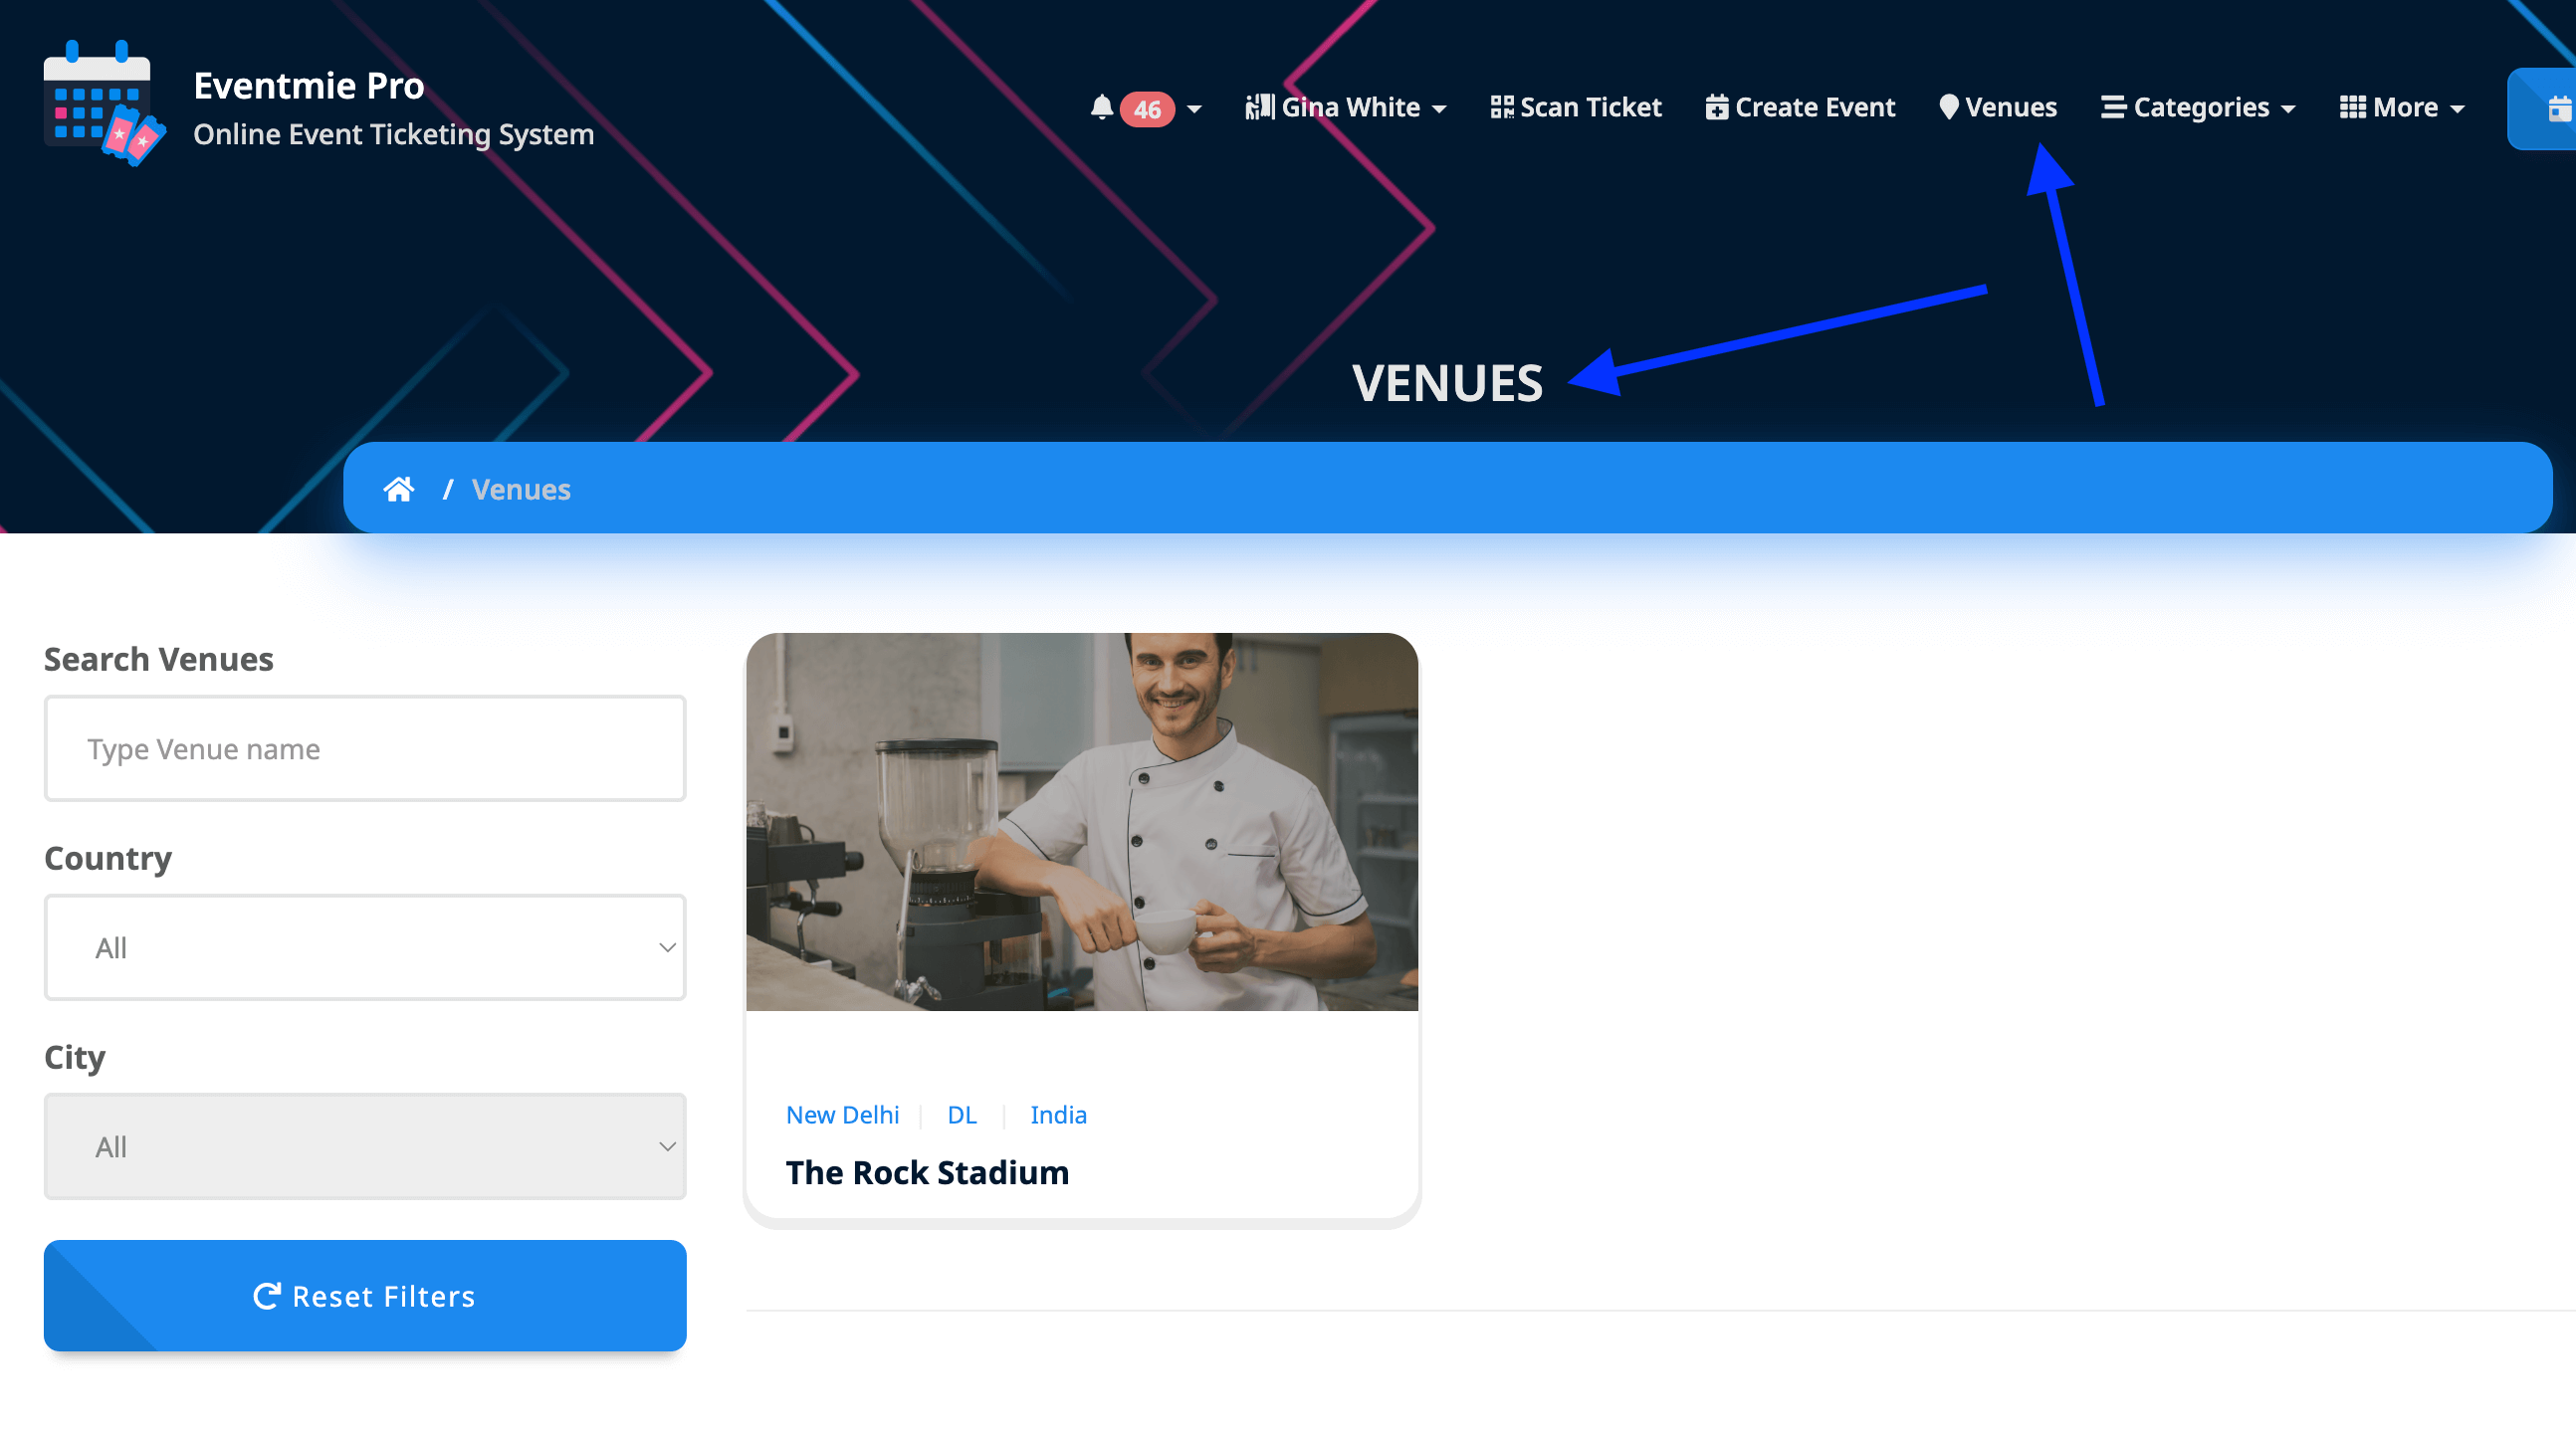 Eventmie Pro
Online Event Ticketing System
46
Gina White
Scan Ticket
Create Event
Venues
Categories
More
VENUES
/ Venues
Search Venues
Type Venue name
Country
All
City
All
Reset Filters
New Delhi | DL | India
The Rock Stadium